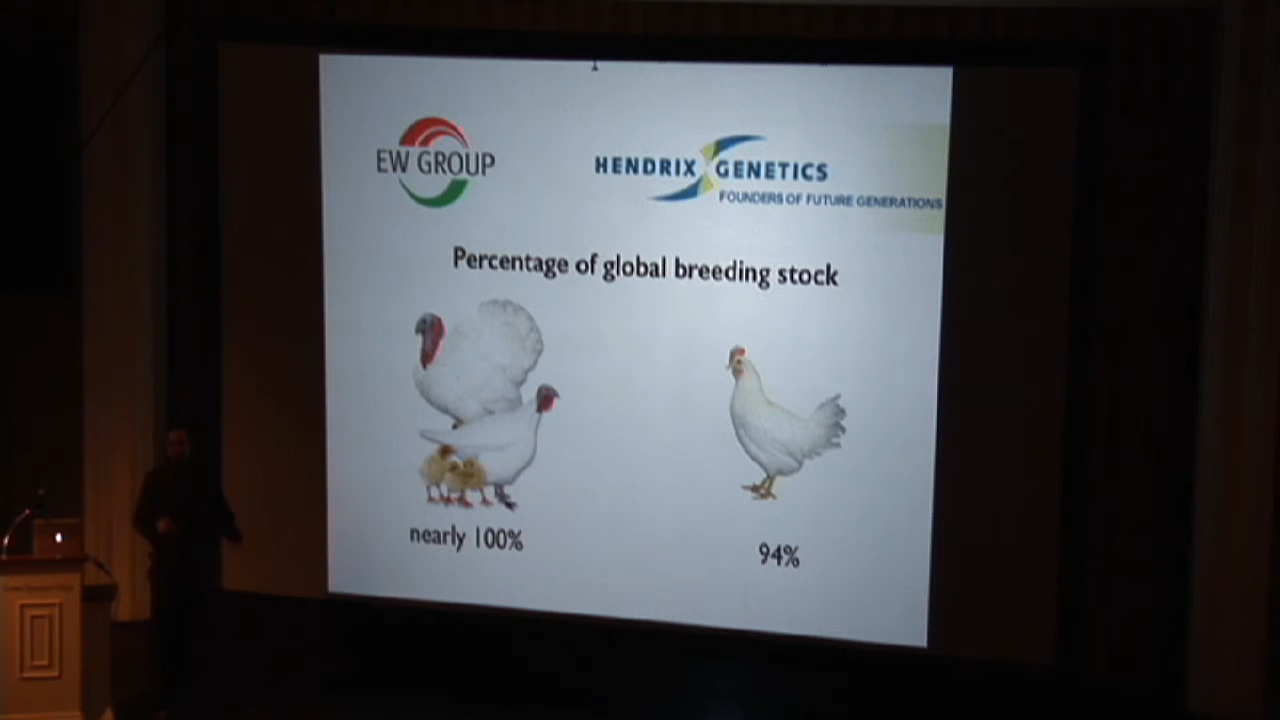 EW GROUP
HENDRIX GENETICS
FOUNDERS OF FUTURE GENERATIONS
Percentage of global breeding stock
nearly 100%
94%